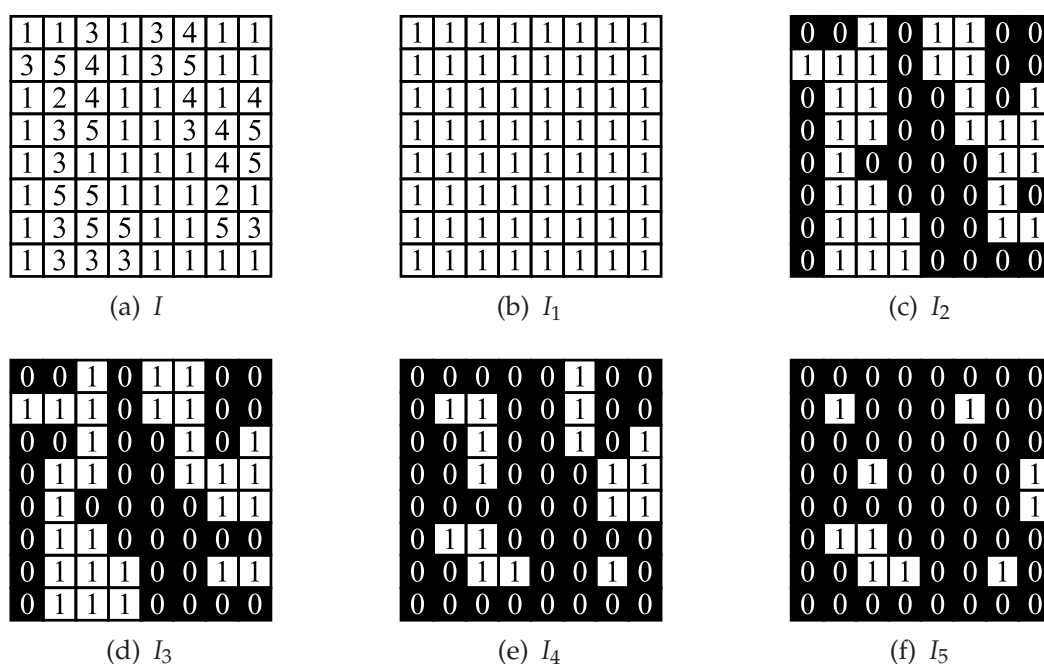 1 1 3 1 3 4 1 1
3 5 4 1 3 5 1 1
1 2 4 1 1 4 1 4
1 3 5 1 1 3 4 5
1 3 1 1 1 1 4 5
1 5 5 1 1 1 2 1
1 3 5 5 1 1 5 3
1 3 3 3 1 1 1 1
(a) I
1 1 1 1 1 1 1 1
1 1 1 1 1 1 1 1
1 1 1 1 1 1 1 1
1 1 1 1 1 1 1 1
1 1 1 1 1 1 1 1
1 1 1 1 1 1 1 1
1 1 1 1 1 1 1 1
1 1 1 1 1 1 1 1
(b) I₁
0 0 1 0 1 1 0 0
1 1 1 0 1 1 0 0
0 1 1 0 0 1 0 1
0 1 1 0 0 1 1 1
0 1 0 0 0 0 1 1
0 1 1 0 0 0 1 0
0 1 1 1 0 0 1 1
0 1 1 1 0 0 0 0
(c) I₂
0 0 1 0 1 1 0 0
1 1 1 0 1 1 0 0
0 0 1 0 0 1 0 1
0 1 1 0 0 1 1 1
0 1 0 0 0 0 1 1
0 1 1 0 0 0 0 0
0 1 1 1 0 0 1 1
0 1 1 1 0 0 0 0
(d) I₃
0 0 0 0 0 1 0 0
0 1 1 0 0 1 0 0
0 0 1 0 0 1 0 1
0 0 1 0 0 0 1 1
0 0 0 0 0 0 1 1
0 1 1 0 0 0 0 0
0 0 1 1 0 0 1 0
0 0 0 0 0 0 0 0
(e) I₄
0 0 0 0 0 0 0 0
0 1 0 0 0 1 0 0
0 0 0 0 0 0 0 0
0 0 1 0 0 0 0 1
0 0 0 0 0 0 0 1
0 1 1 0 0 0 0 0
0 0 1 1 0 0 1 0
0 0 0 0 0 0 0 0
(f) I₅